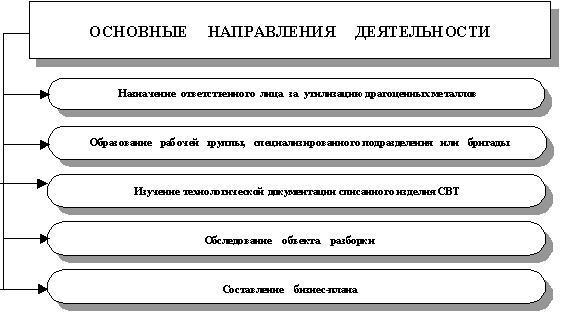 ОСНОВНЫЕ НАПРАВЛЕНИЯ ДЕЯТЕЛЬНОСТИ
Назначение ответственного лица за утилизацию драгоценных металлов
Образование рабочей группы, специализированного подразделения или бригады
Изучение технологической документации списанного изделия СВТ
Обследование объекта разборки
Составление бизнес-плана